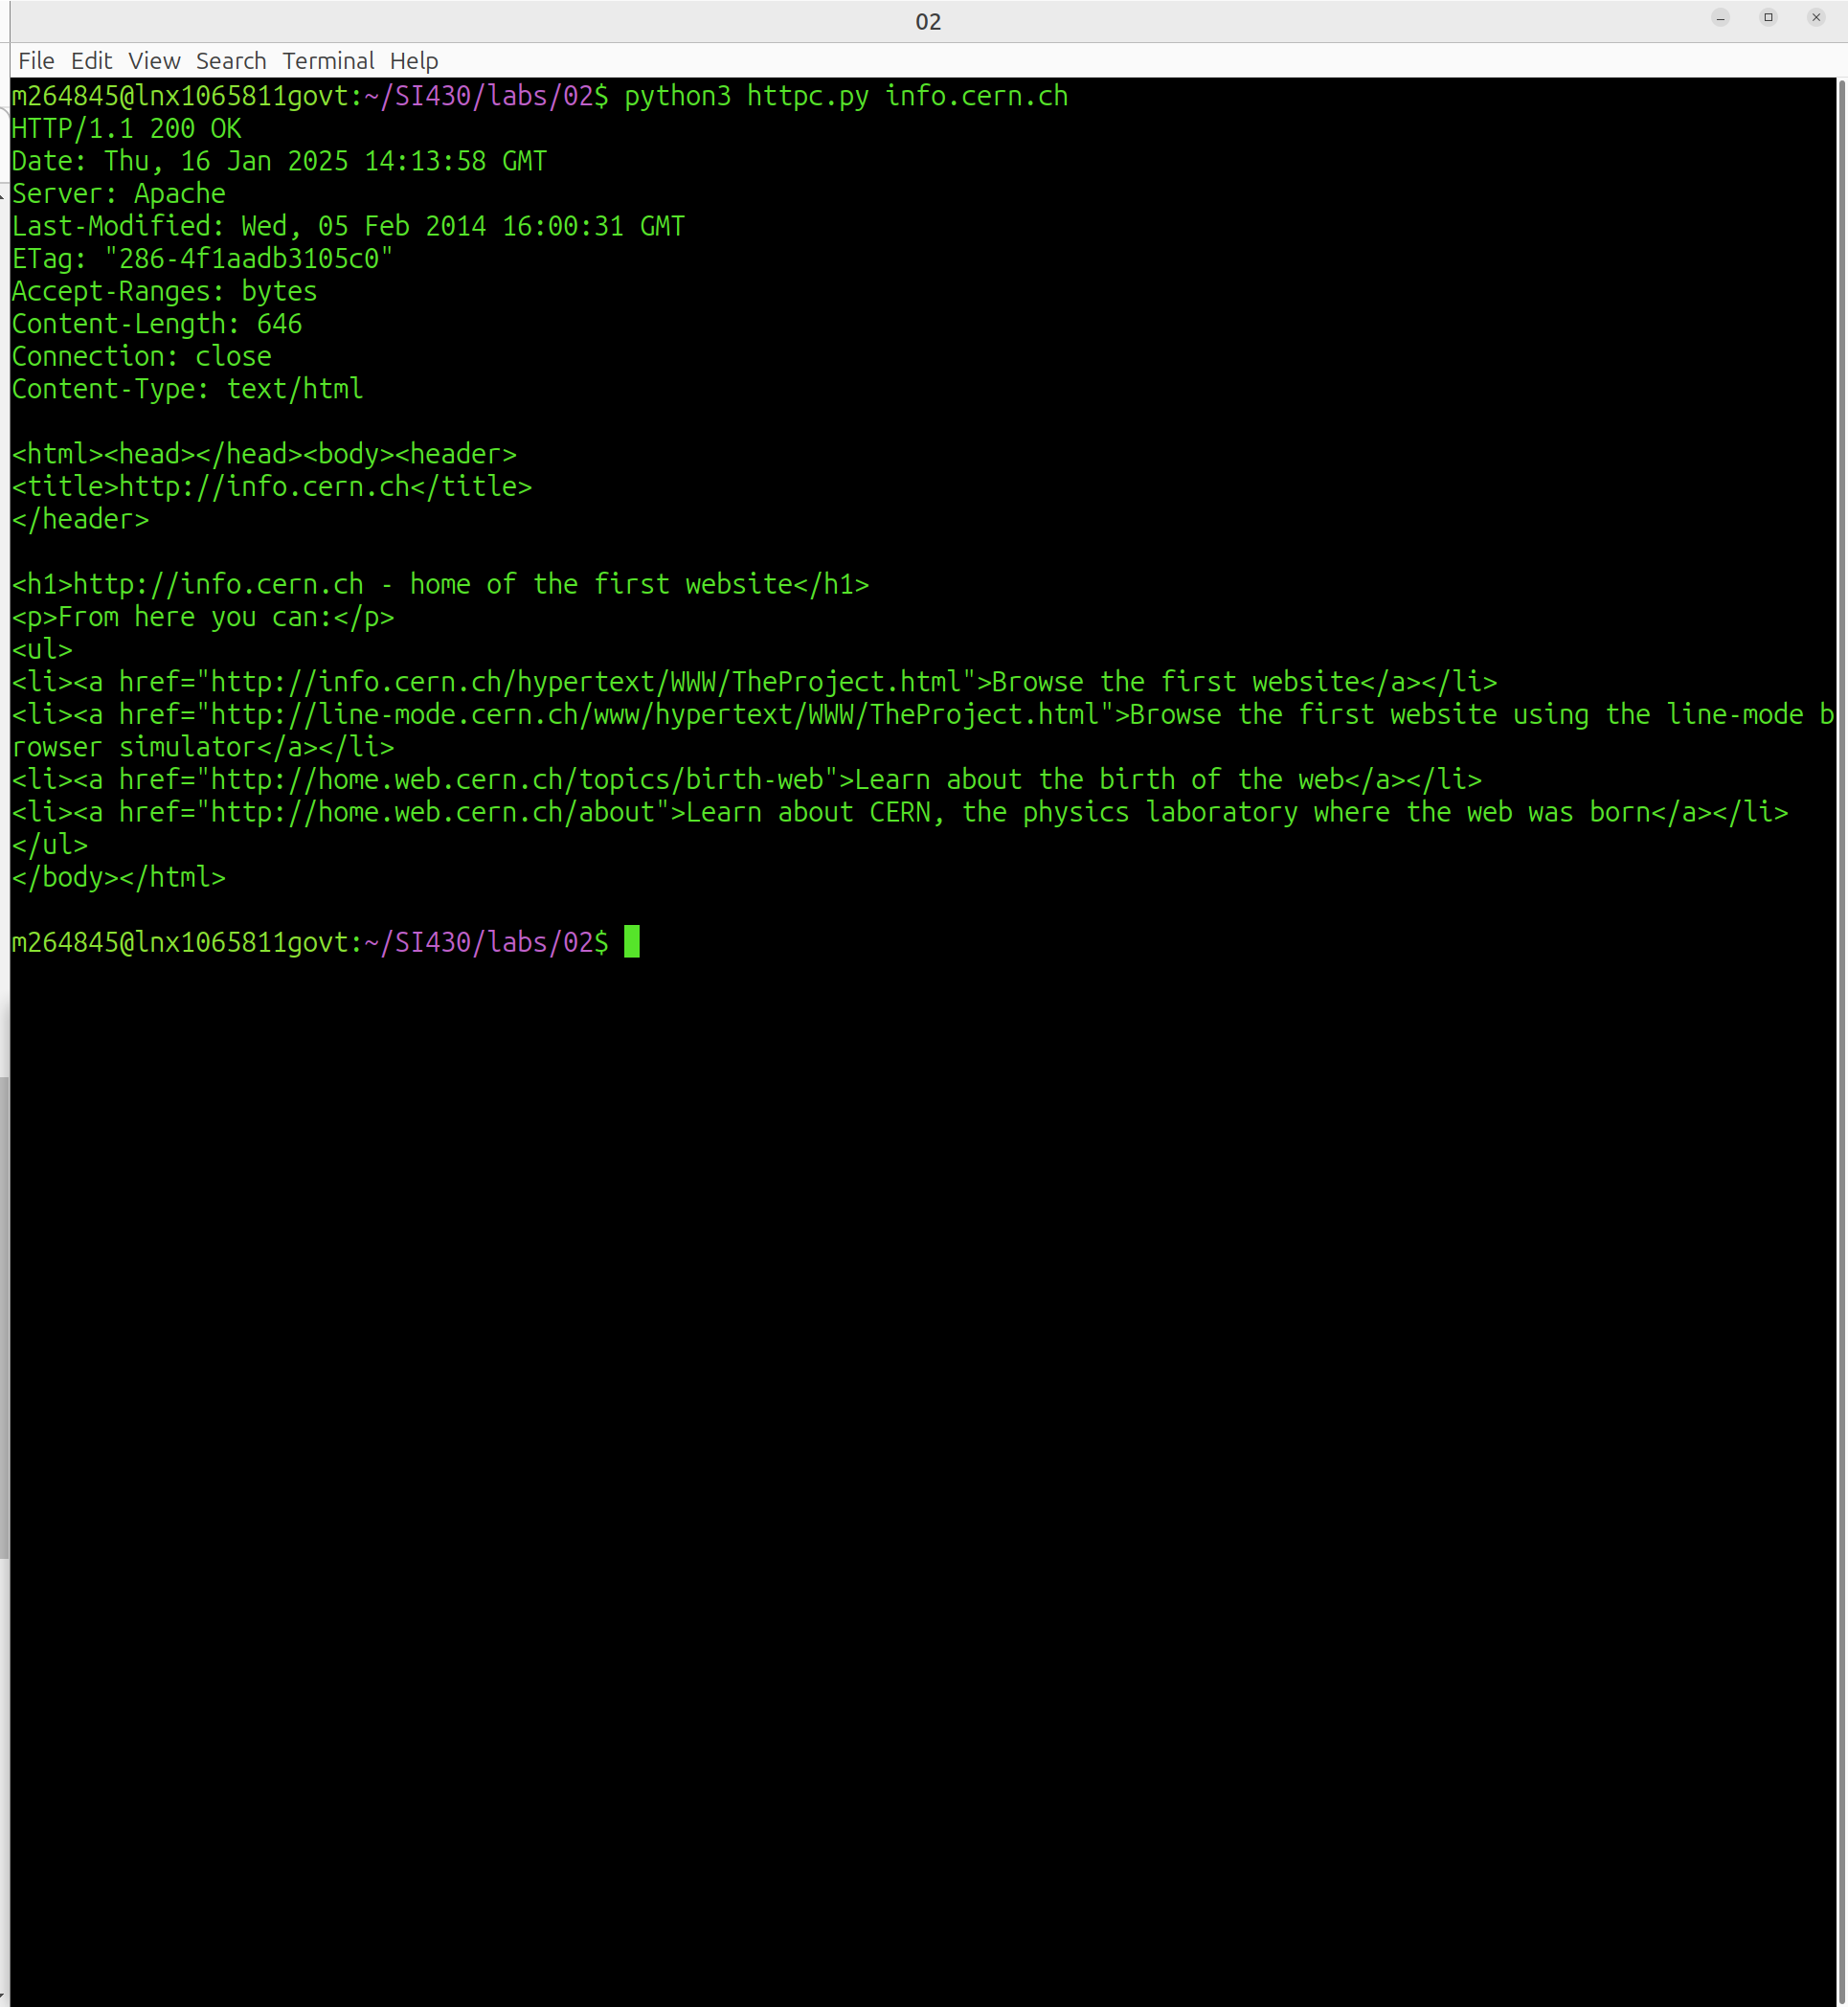 02
File Edit View Search Terminal Help
m264845@lnx1065811govt:~/SI430/labs/02$ python3 httpc.py info.cern.ch
HTTP/1.1 200 OK
Date: Thu, 16 Jan 2025 14:13:58 GMT
Server: Apache
Last-Modified: Wed, 05 Feb 2014 16:00:31 GMT
ETag: "286-4f1aadb3105c0"
Accept-Ranges: bytes
Content-Length: 646
Connection: close
Content-Type: text/html

<html><head></head><body><header>
<title>http://info.cern.ch</title>
</header>

<h1>http://info.cern.ch - home of the first website</h1>
<p>From here you can:</p>
<ul>
<li><a href="http://info.cern.ch/hypertext/WWW/TheProject.html">Browse the first website</a></li>
<li><a href="http://line-mode.cern.ch/www/hypertext/WWW/TheProject.html">Browse the first website using the line-mode b
rowser simulator</a></li>
<li><a href="http://home.web.cern.ch/topics/birth-web">Learn about the birth of the web</a></li>
<li><a href="http://home.web.cern.ch/about">Learn about CERN, the physics laboratory where the web was born</a></li>
</ul>
</body></html>

m264845@lnx1065811govt:~/SI430/labs/02$